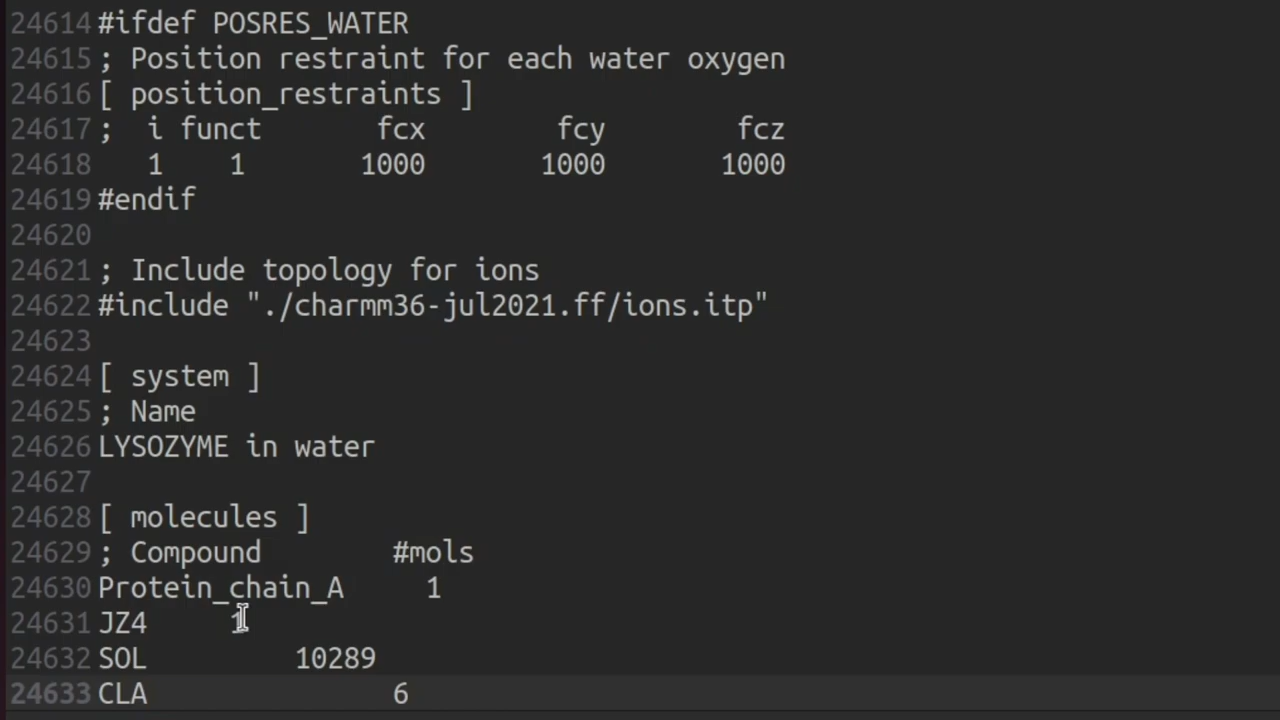 24614 #ifdef POSRES_WATER
24615 ; Position restraint for each water oxygen
24616 [ position_restraints ]
24617 ;  i funct       fcx        fcy        fcz
24618    1    1       1000       1000       1000
24619 #endif
24620
24621 ; Include topology for ions
24622 #include "./charmm36-jul2021.ff/ions.itp"
24623
24624 [ system ]
24625 ; Name
24626 LYSOZYME in water
24627
24628 [ molecules ]
24629 ; Compound        #mols
24630 Protein_chain_A     1
24631 JZ4     1
24632 SOL         10289
24633 CLA               6